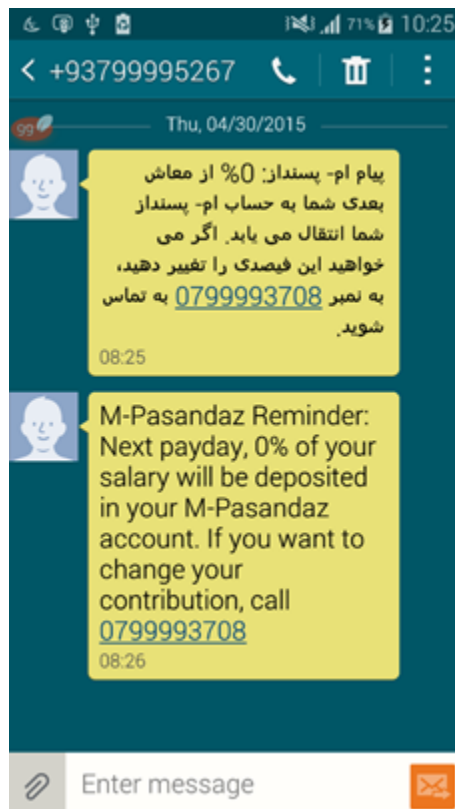 71% 10:25
+93799995267
99
Thu, 04/30/2015
پیام ام- پسنداز: 0% از معاش
بعدی شما به حساب ام- پسنداز
شما انتقال می یابد. اگر می
خواهید این فیصدی را تغییر دهید،
به نمبر 0799993708 به تماس
شوید.
08:25
M-Pasandaz Reminder:
Next payday, 0% of your
salary will be deposited
in your M-Pasandaz
account. If you want to
change your
contribution, call
0799993708
08:26
Enter message